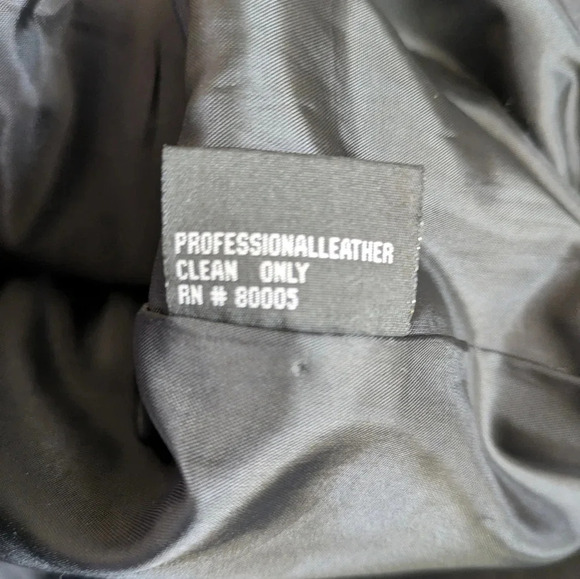 PROFESSIONALLEATHER
CLEAN ONLY
RN # 80005